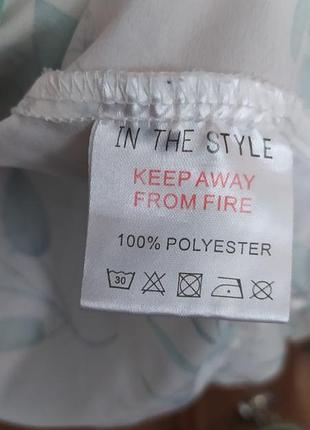 IN THE STYLE
KEEP AWAY
FROM FIRE
100% POLYESTER
30